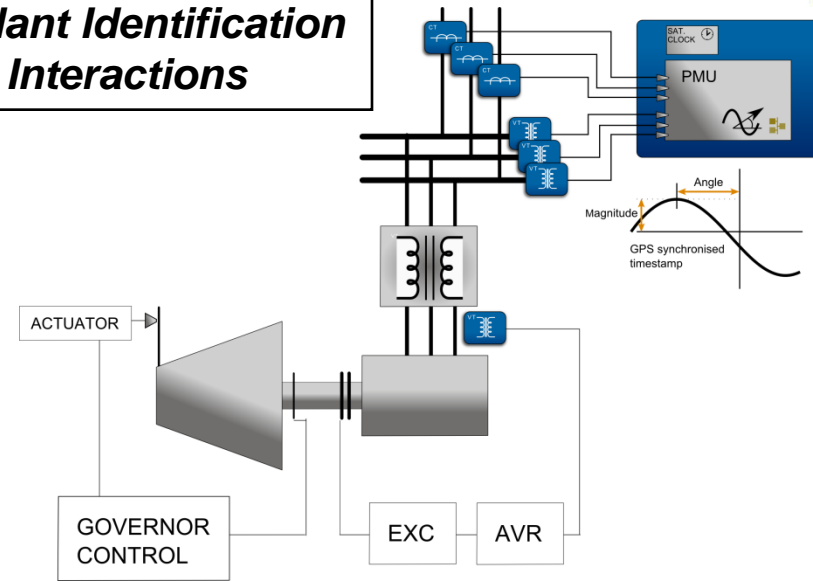 lant Identification
Interactions
CT
CT
CT
SAT.
CLOCK
PMU
VT
VT
VT
Angle
Magnitude
GPS synchronised
timestamp
VT
ACTUATOR
GOVERNOR
CONTROL
EXC
AVR